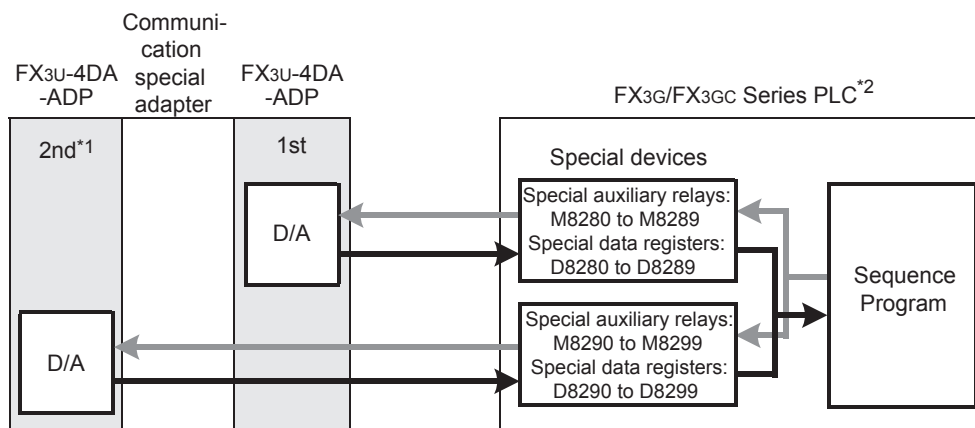 Communi-
cation
special
adapter
FX3U-4DA
-ADP
FX3U-4DA
-ADP
FX3G/FX3GC Series PLC*2
2nd*1
1st
Special devices
Special auxiliary relays:
M8280 to M8289
Special data registers:
D8280 to D8289
D/A
Sequence
Program
Special auxiliary relays:
M8290 to M8299
Special data registers:
D8290 to D8299
D/A